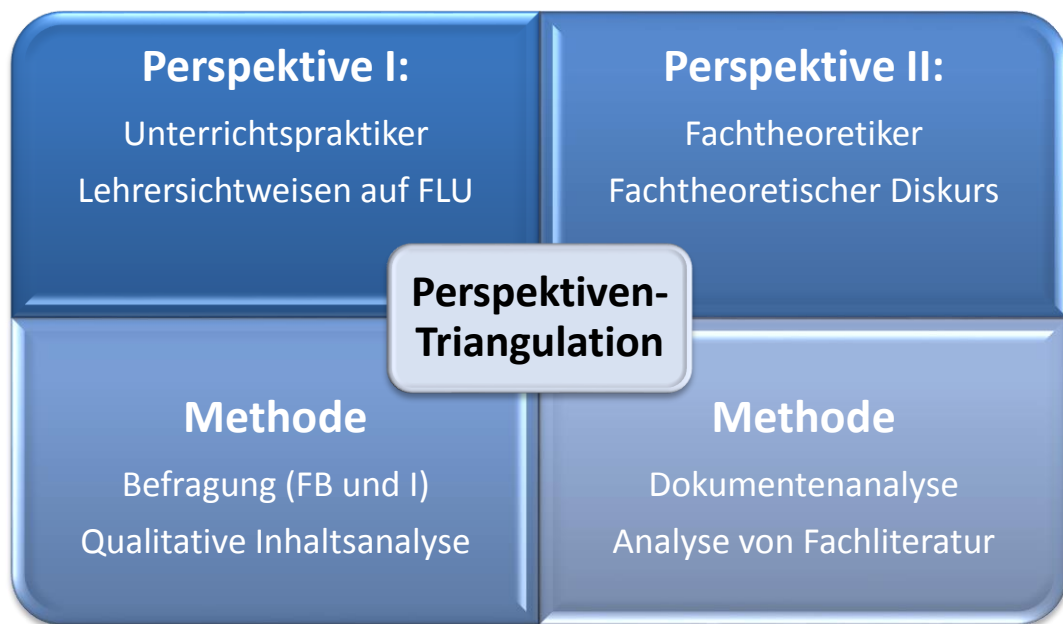 Perspektive I:
Unterrichtspraktiker
Lehrersichtweisen auf FLU
Perspektive II:
Fachtheoretiker
Fachtheoretischer Diskurs
Perspektiven-
Triangulation
Methode
Befragung (FB und I)
Qualitative Inhaltsanalyse
Methode
Dokumentenanalyse
Analyse von Fachliteratur